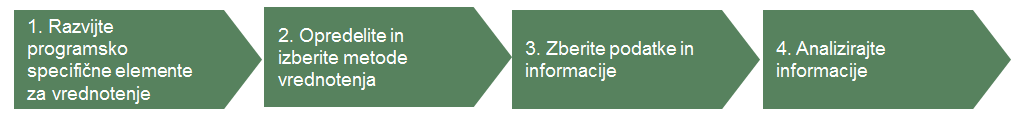 1. Razvijte
programsko
specifične elemente
za vrednotenje
2. Opredelite in
izberite metode
vrednotenja
3. Zberite podatke in
informacije
4. Analizirajte
informacije